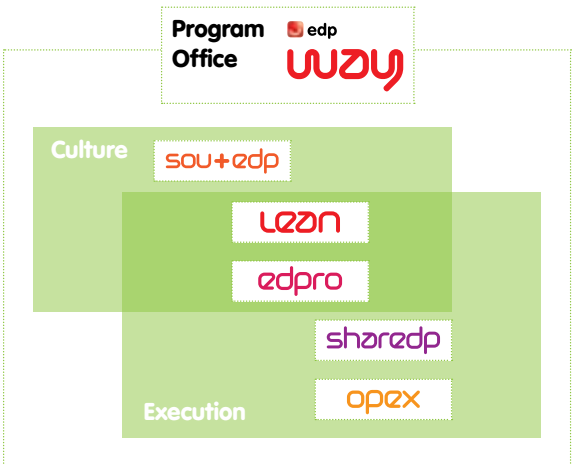 Program
Office
edp
way
Culture
sou+edp
Lean
edpro
sharedp
opex
Execution